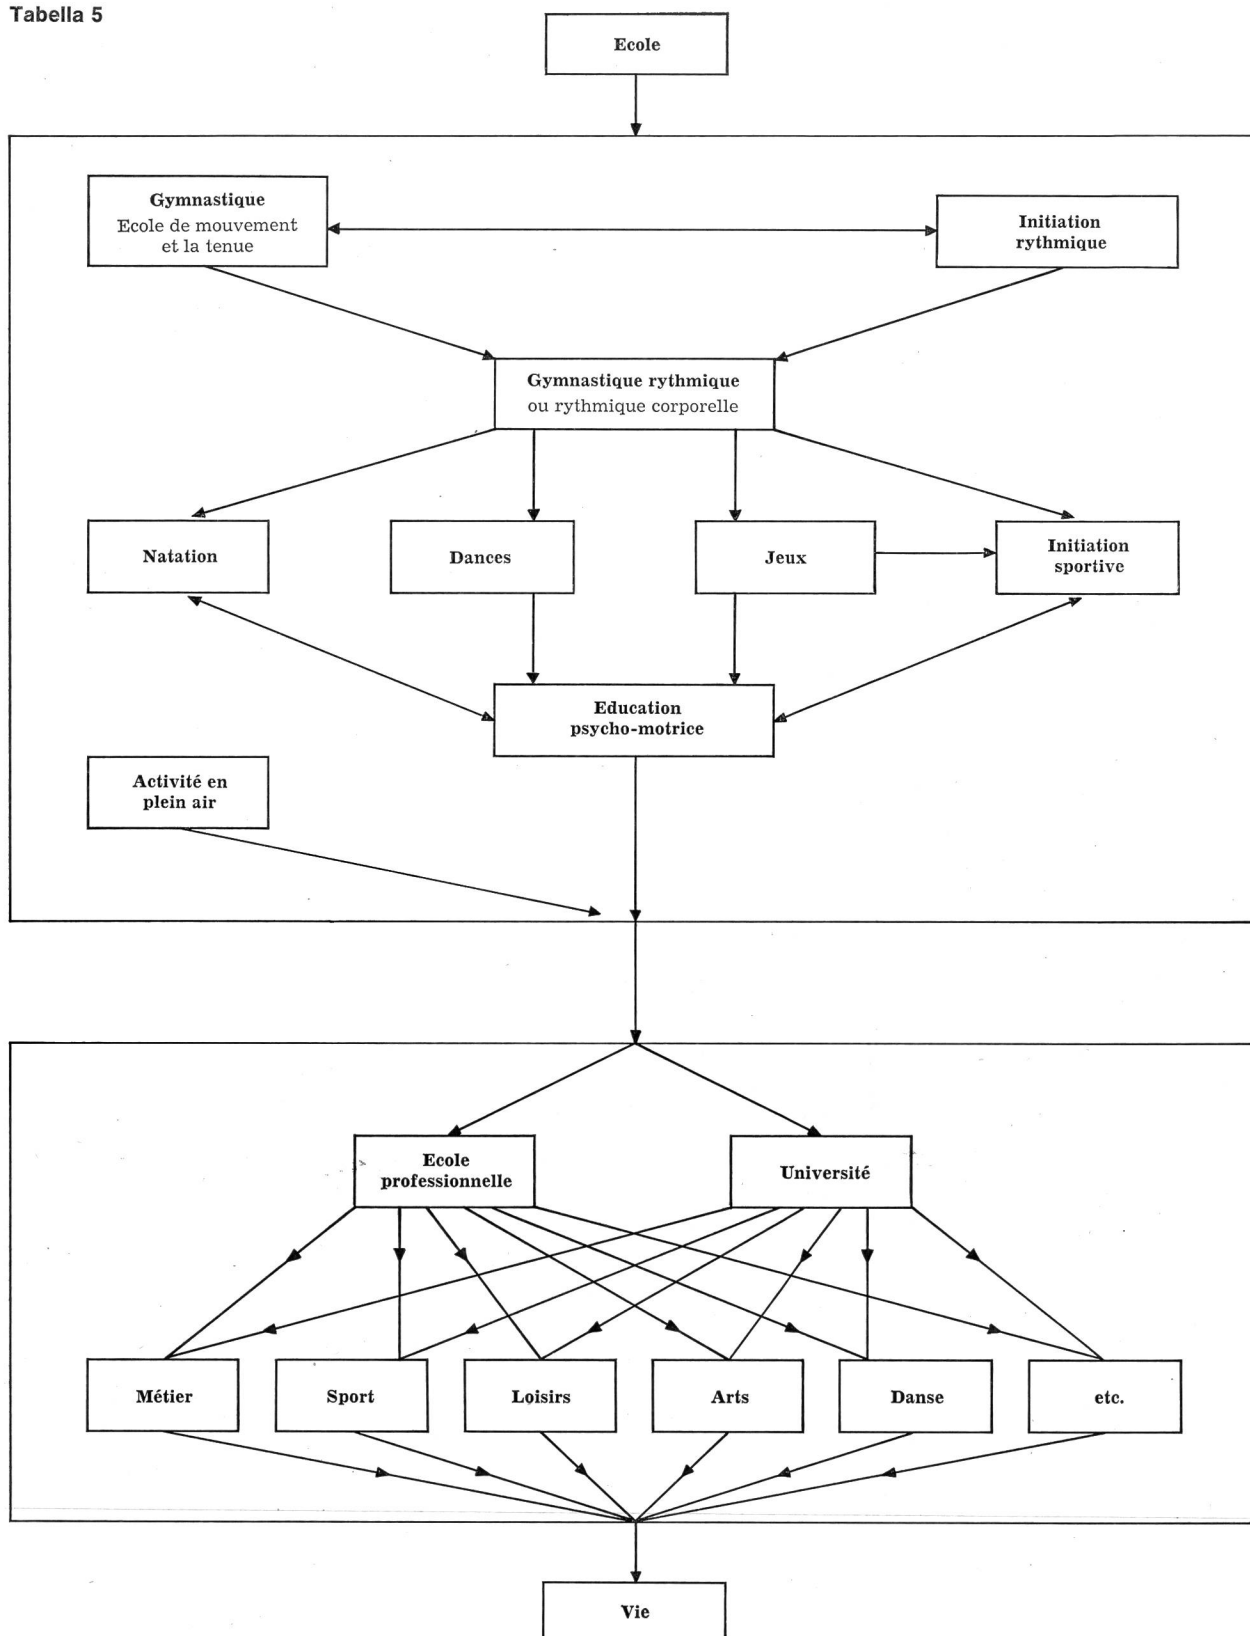 Tabella 5
Ecole
Gymnastique
Ecole de mouvement
et la tenue
Initiation
rythmique
Gymnastique rythmique
ou rythmique corporelle
Natation
Dances
Jeux
Initiation
sportive
Education
psycho-motrice
Activité en
plein air
Ecole
professionnelle
Université
Métier
Sport
Loisirs
Arts
Danse
etc.
Vie